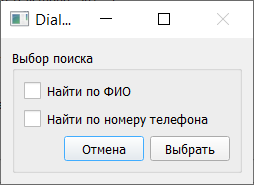 Dial...
Выбор поиска
Найти по ФИО
Найти по номеру телефона
Отмена Выбрать